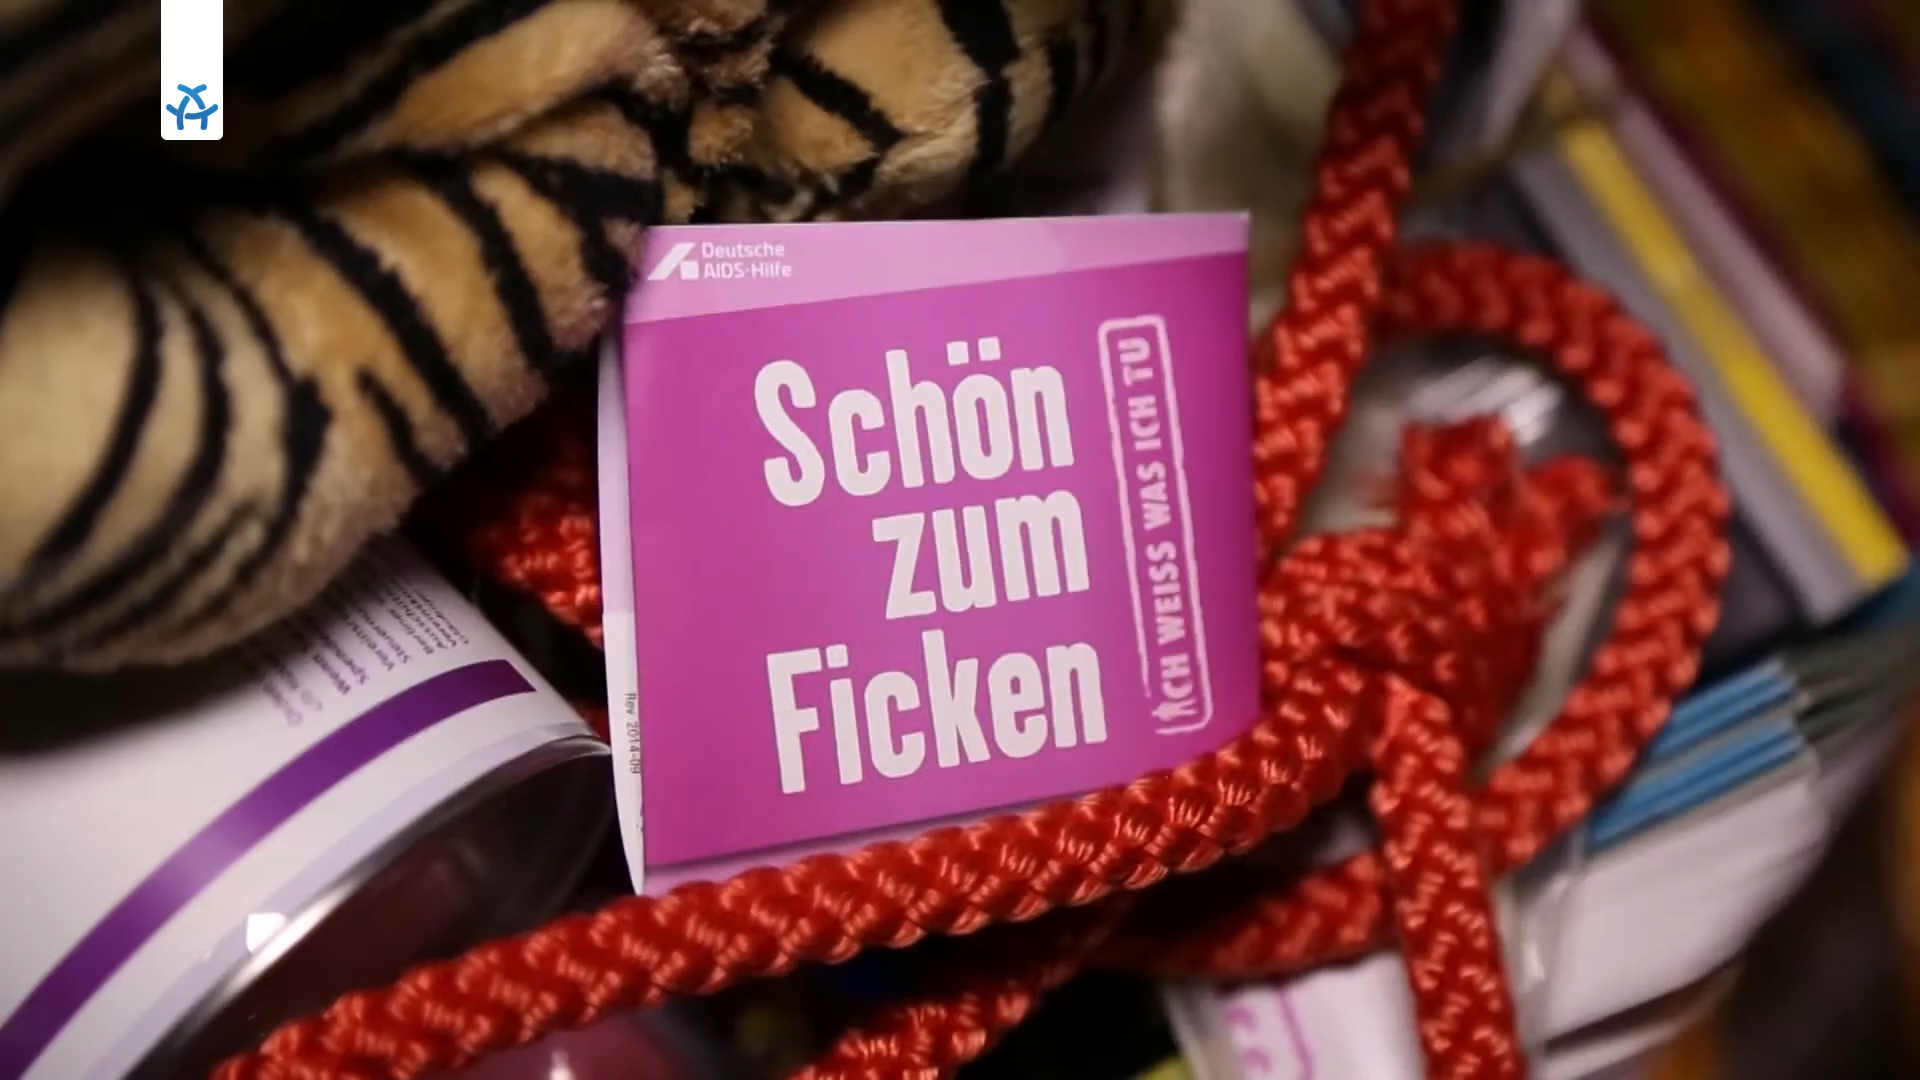 Deutsche
AIDS-Hilfe
Schön
zum
Ficken
ICH WEISS WAS ICH TU
Rev. 2014-09